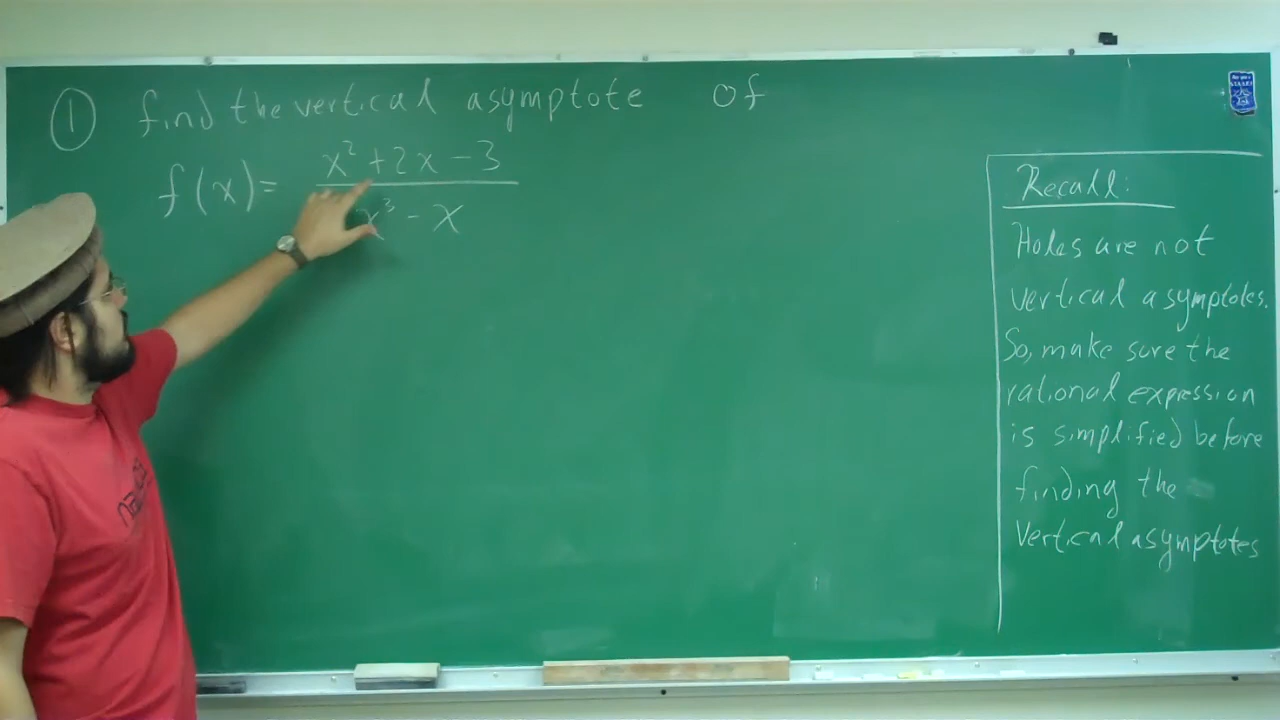 ① find the vertical asymptote of
f(x) = x² + 2x - 3
x³ - x
Recall:
Holes are not
vertical asymptotes.
So, make sure the
rational expression
is simplified before
finding the
vertical asymptotes